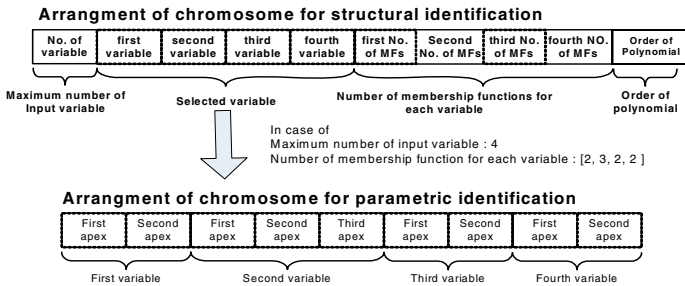 Arrangment of chromosome for structural identification
No. of variable
first variable
second variable
third variable
fourth variable
first No. of MFs
Second No. of MFs
third No. of MFs
fourth NO. of MFs
Order of Polynomial
Maximum number of Input variable
Selected variable
Number of membership functions for each variable
Order of polynomial
In case of
Maximum number of input variable : 4
Number of membership function for each variable : [2, 3, 2, 2 ]
Arrangment of chromosome for parametric identification
First apex
Second apex
First apex
Second apex
Third apex
First apex
Second apex
First apex
Second apex
First variable
Second variable
Third variable
Fourth variable